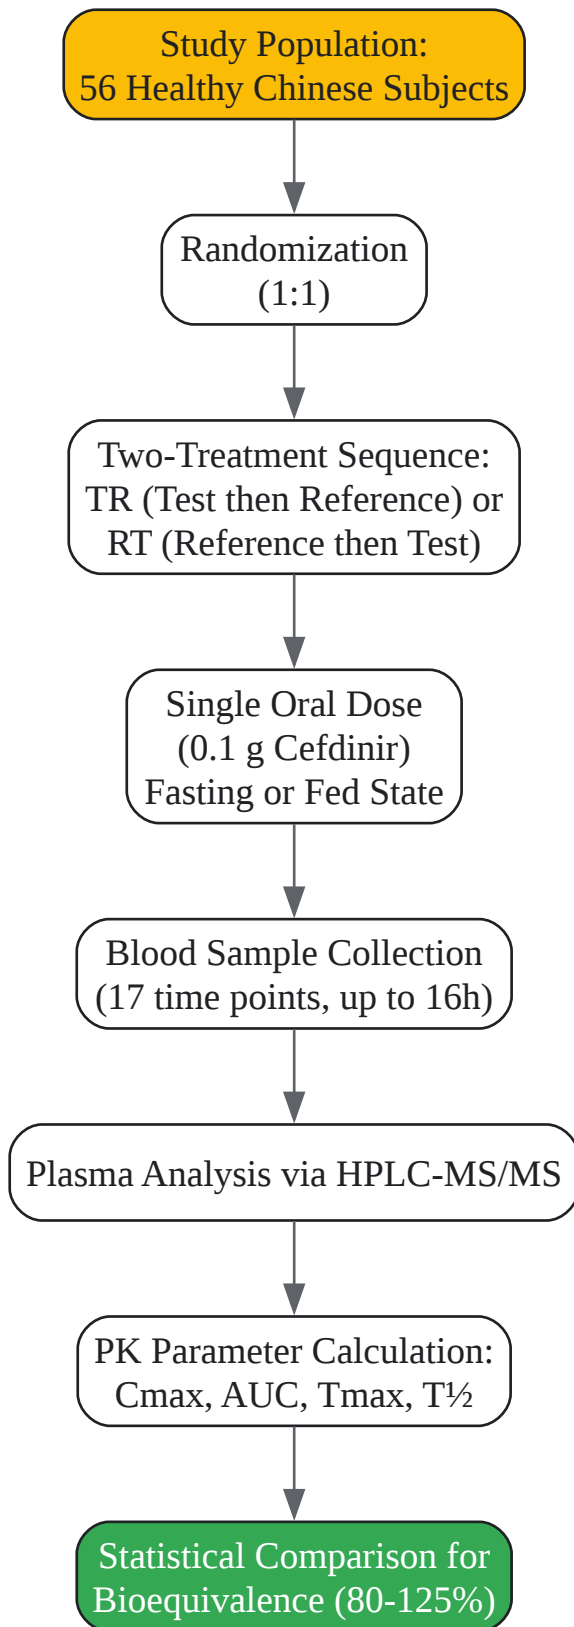 Study Population:
56 Healthy Chinese Subjects
Randomization
(1:1)
Two-Treatment Sequence:
TR (Test then Reference) or
RT (Reference then Test)
Single Oral Dose
(0.1 g Cefdinir)
Fasting or Fed State
Blood Sample Collection
(17 time points, up to 16h)
Plasma Analysis via HPLC-MS/MS
PK Parameter Calculation:
Cmax, AUC, Tmax, T½
Statistical Comparison for
Bioequivalence (80-125%)